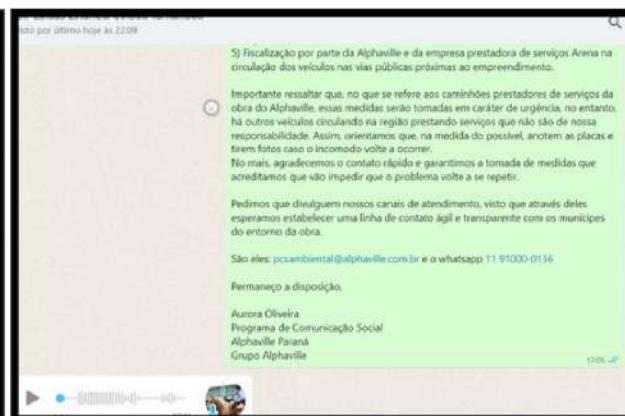 isto por último hoje às 22:09
5) Fiscalização por parte da Alphaville e da empresa prestadora de serviços Arena na
circulação dos veículos nas vias públicas próximas ao empreendimento.
Importante ressaltar que, no que se refere aos caminhões prestadores de serviços da
obra do Alphaville, essas medidas serão tomadas em caráter de urgência, no entanto,
há outros veículos circulando na região prestando serviços que não são de nossa
responsabilidade. Assim, orientamos que, na medida do possível, anotem as placas e
tirem fotos caso o incomodo volte a ocorrer.
No mais, agradecemos o contato rápido e garantimos a tomada de medidas que
acreditamos que vão impedir que o problema volte a se repetir.
Pedimos que divulguem nossos canais de atendimento, visto que através deles
esperamos estabelecer uma linha de contato ágil e transparente com os munícipes
do entorno da obra.
São eles: pcsambiental@alphaville.com.br e o whatsapp 11 91000-0136
Permaneço a disposição,
Aurora Oliveira
Programa de Comunicação Social
Alphaville Paraná
Grupo Alphaville
17:05